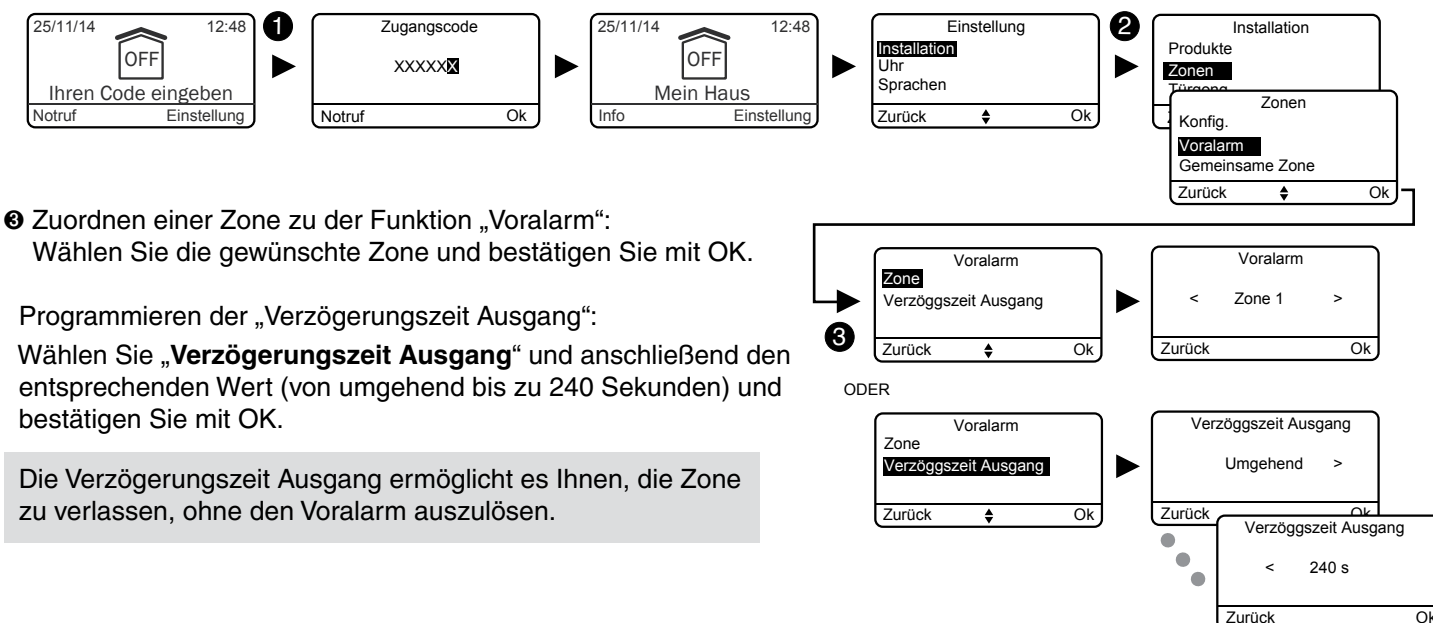 25/11/14 12:48
OFF
Ihren Code eingeben
Notruf Einstellung
❶
Zugangscode
XXXXXX
Notruf Ok
25/11/14 12:48
OFF
Mein Haus
Info Einstellung
Einstellung
Installation
Uhr
Sprachen
Zurück Ok
❷
Installation
Produkte
Zonen
Zonen
Konfig.
Voralarm
Gemeinsame Zone
Zurück Ok
❸ Zuordnen einer Zone zu der Funktion „Voralarm“:
Wählen Sie die gewünschte Zone und bestätigen Sie mit OK.
Programmieren der „Verzögerungszeit Ausgang“:
Wählen Sie „Verzögerungszeit Ausgang“ und anschließend den
entsprechenden Wert (von umgehend bis zu 240 Sekunden) und
bestätigen Sie mit OK.
Die Verzögerungszeit Ausgang ermöglicht es Ihnen, die Zone
zu verlassen, ohne den Voralarm auszulösen.
❸
Voralarm
Zone
Verzöggszeit Ausgang
Zurück Ok
Voralarm
< Zone 1 >
Zurück Ok
ODER
Voralarm
Zone
Verzöggszeit Ausgang
Zurück Ok
Verzöggszeit Ausgang
Umgehend >
Zurück Ok
Verzöggszeit Ausgang
< 240 s
Zurück Ok